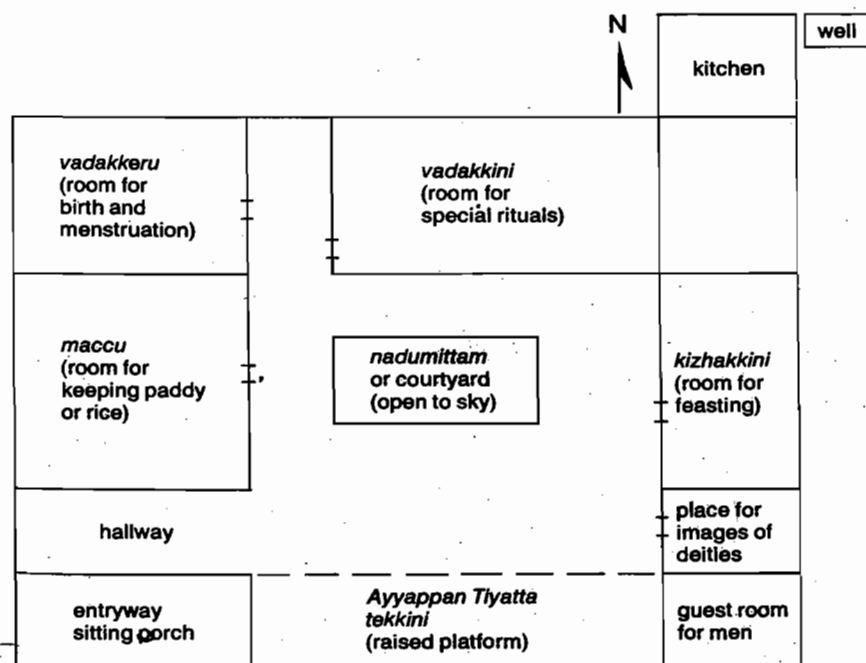 N
well
kitchen
vadakkeru
(room for
birth and
menstruation)
vadakkini
(room for
special rituals)
maccu
(room for
keeping paddy
or rice)
nadumittam
or courtyard
(open to sky)
kizhakkini
(room for
feasting)
hallway
place for
images of
deities
entryway
sitting porch
Ayyappan Tiyatta
tekkini
(raised platform)
guest room
for men